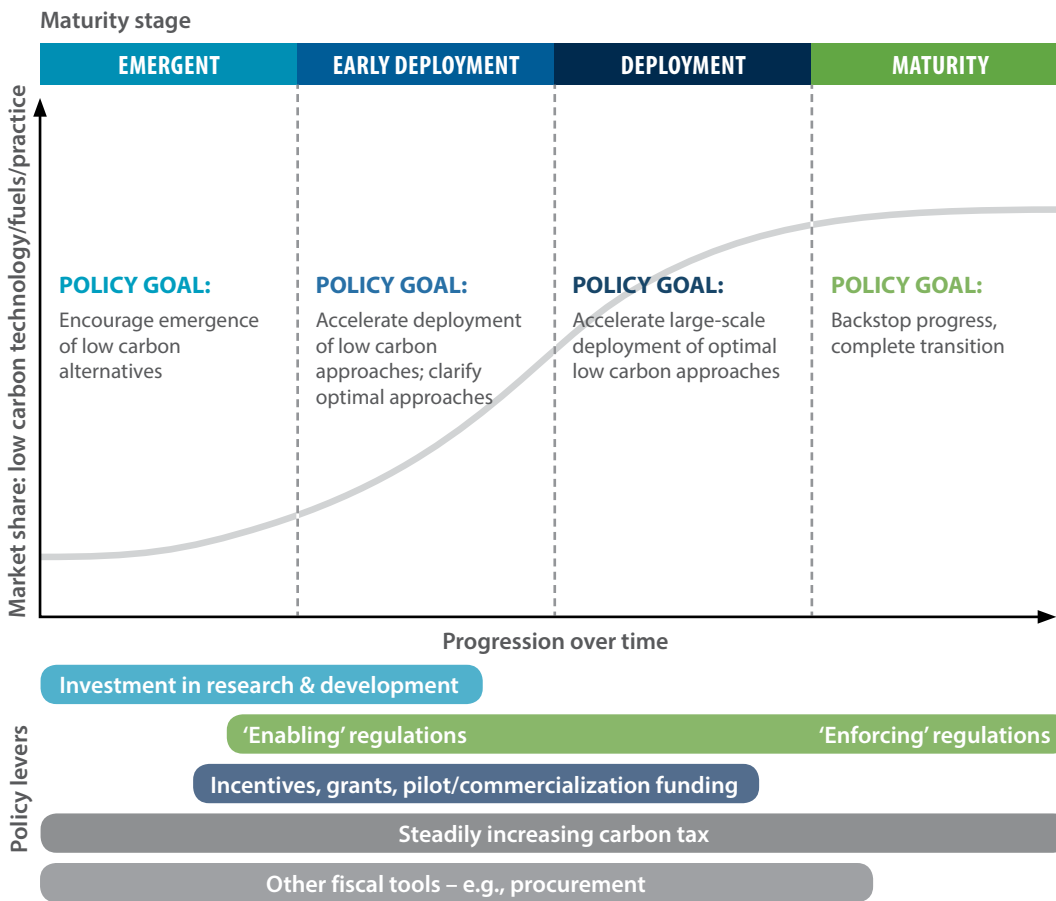 Maturity stage
EMERGENT
EARLY DEPLOYMENT
DEPLOYMENT
MATURITY
Market share: low carbon technology/fuels/practice
POLICY GOAL:
Encourage emergence
of low carbon
alternatives
POLICY GOAL:
Accelerate deployment
of low carbon
approaches; clarify
optimal approaches
POLICY GOAL:
Accelerate large-scale
deployment of optimal
low carbon approaches
POLICY GOAL:
Backstop progress,
complete transition
Progression over time
Policy levers
Investment in research & development
‘Enabling’ regulations
‘Enforcing’ regulations
Incentives, grants, pilot/commercialization funding
Steadily increasing carbon tax
Other fiscal tools – e.g., procurement